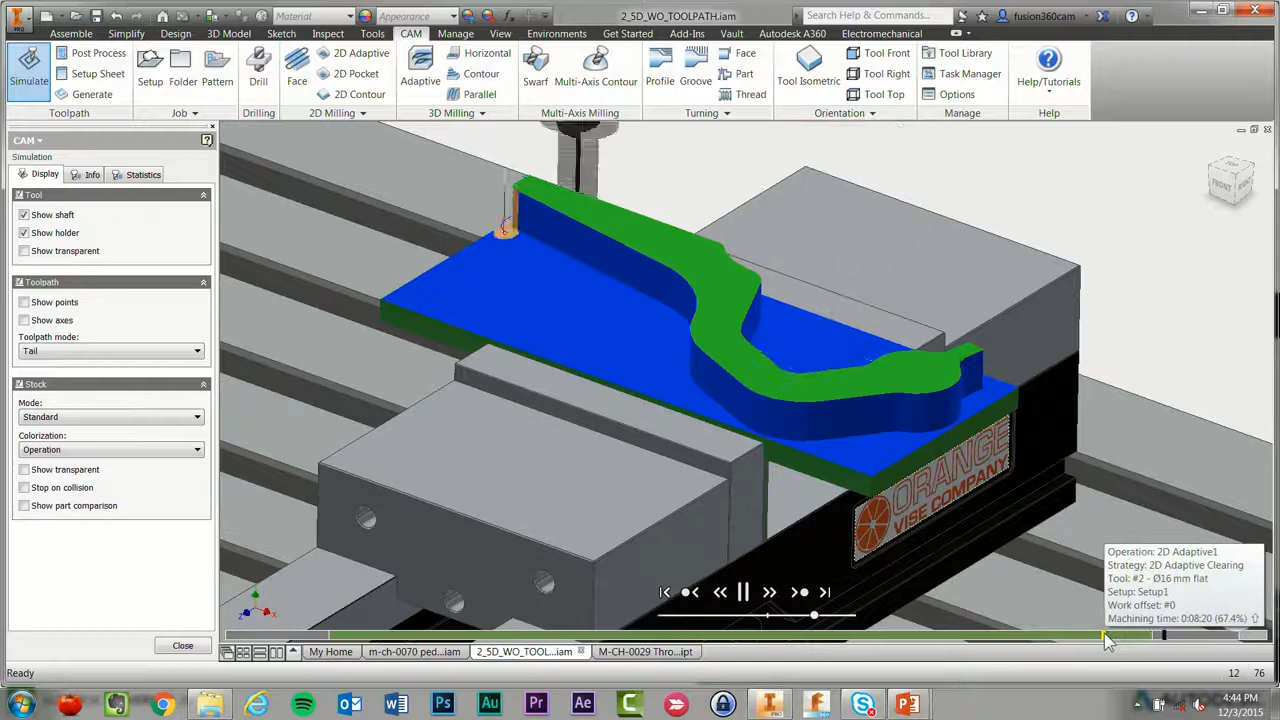 PRO
Material
Appearance
2_5D_WO_TOOLPATH.iam
Search Help & Commands...
fusion360cam
Assemble Simplify Design 3D Model Sketch Inspect Tools CAM Manage View Environments Get Started Add-Ins Vault Autodesk A360 Electromechanical
Simulate
Post Process
Setup Sheet
Generate
Toolpath
Setup Folder Pattern
Job
Drill
Drilling
Face
2D Adaptive
2D Pocket
2D Contour
2D Milling
Adaptive
Horizontal
Contour
Parallel
3D Milling
Swarf Multi-Axis Contour
Multi-Axis Milling
Profile Groove
Face
Part
Thread
Turning
Tool Isometric
Tool Front
Tool Right
Tool Top
Orientation
Tool Library
Task Manager
Options
Manage
Help/Tutorials
Help
CAM
Simulation
Display Info Statistics
Tool
Show shaft
Show holder
Show transparent
Toolpath
Show points
Show axes
Toolpath mode:
Tail
Stock
Mode:
Standard
Colorization:
Operation
Show transparent
Stop on collision
Show part comparison
Close
FRONT RIGHT
ORANGE
VISE COMPANY
Z X
Operation: 2D Adaptive1
Strategy: 2D Adaptive Clearing
Tool: #2 - Ø16 mm flat
Setup: Setup1
Work offset: #0
Machining time: 0:08:20 (67.4%)
My Home m-ch-0070 ped....iam 2_5D_WO_TOOL....iam M-CH-0029 Thro....ipt
Ready
12 76
Ps Au Pr Ae
4:44 PM
12/3/2015